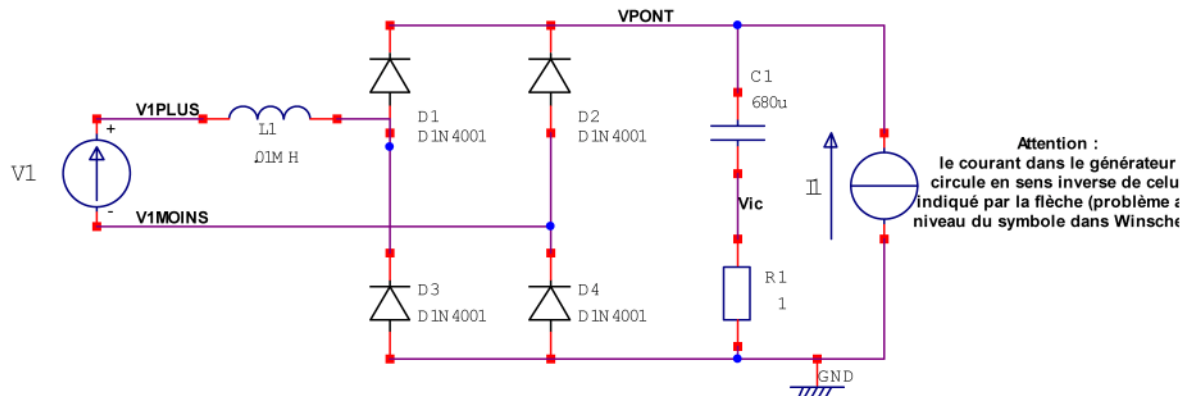 VPONT
C1
680u
V1PLUS
L1
.01M H
D1
D1N4001
D2
D1N4001
Attention :
le courant dans le générateur
circule en sens inverse de celu
indiqué par la flèche (problème a
niveau du symbole dans Winsche
V1
+
-
I1
Vic
V1MOINS
D3
D1N4001
D4
D1N4001
R1
1
GND